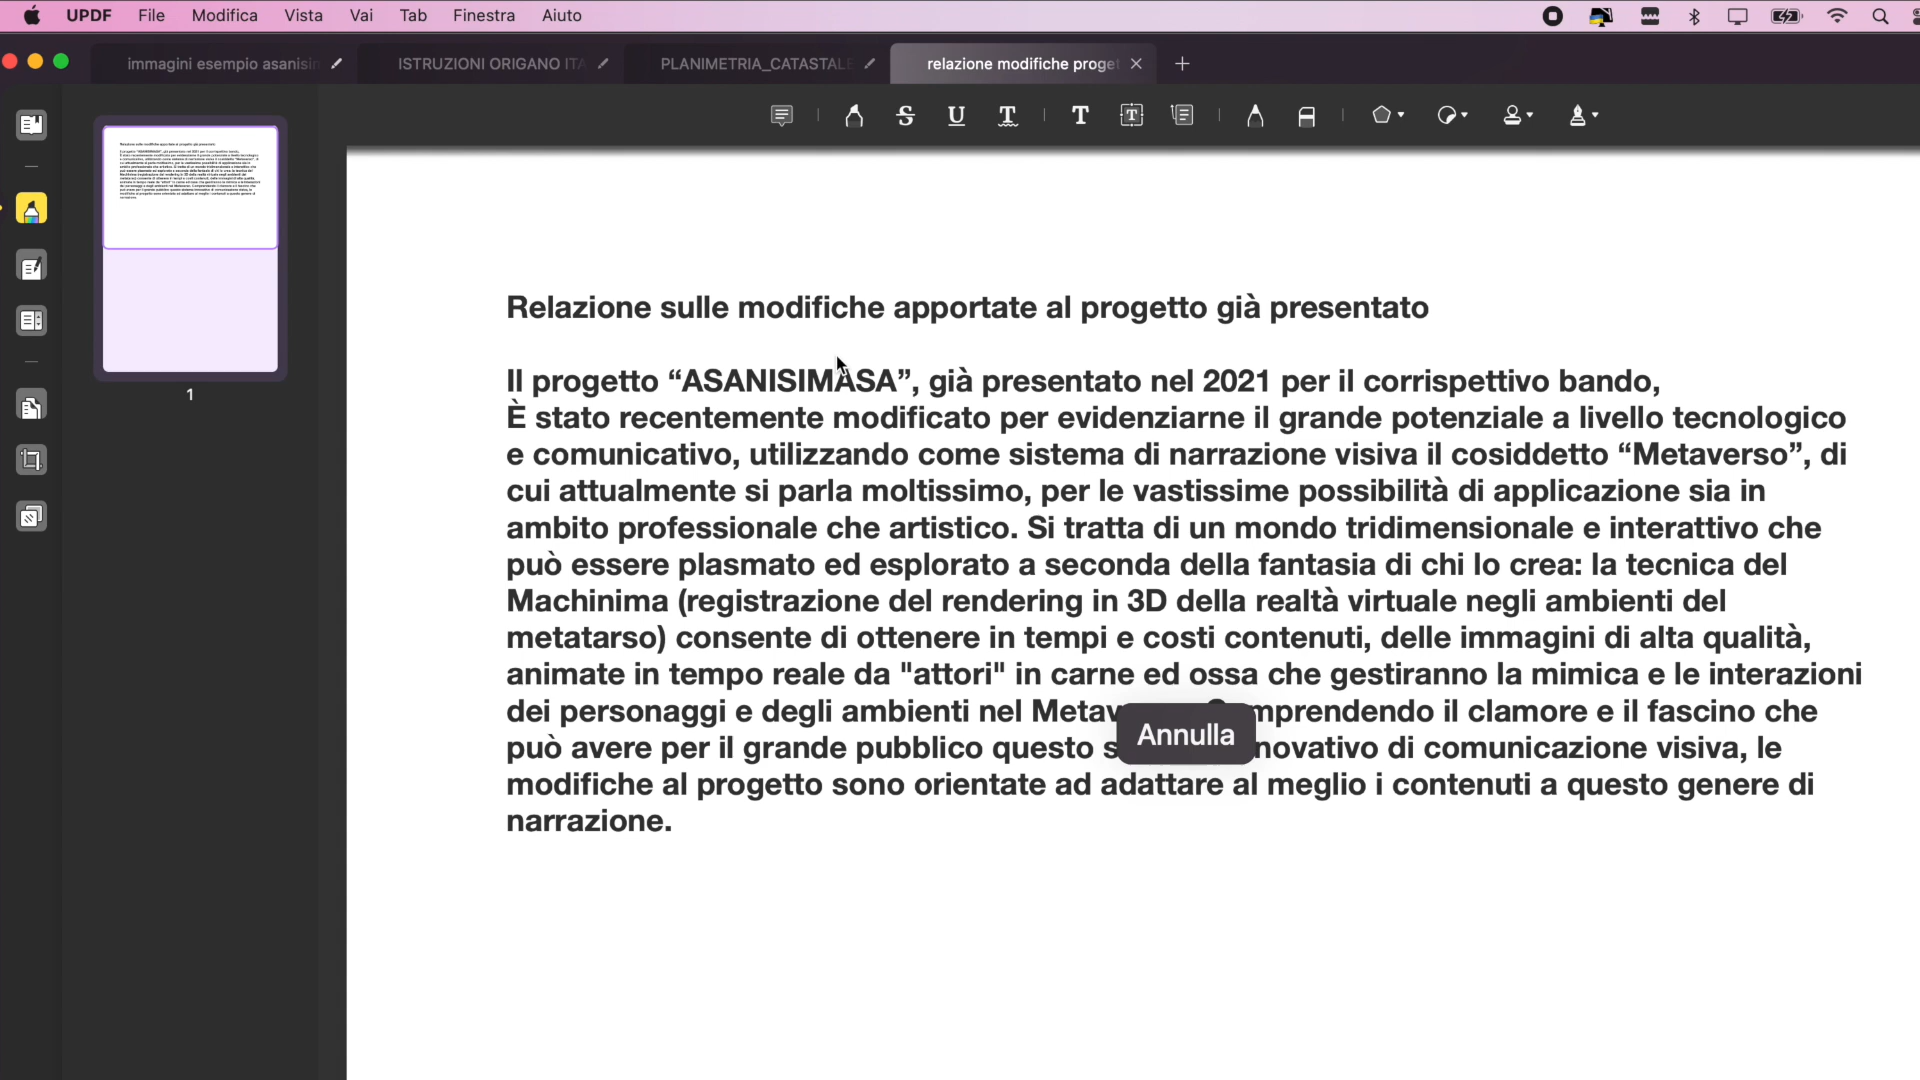 UPDF File Modifica Vista Vai Tab Finestra Aiuto
immagini esempio asanisi ISTRUZIONI ORIGANO ITA PLANIMETRIA_CATASTALE relazione modifiche proget
Relazione sulle modifiche apportate al progetto già presentato
Il progetto “ASANISIMASA”, già presentato nel 2021 per il corrispettivo bando,
È stato recentemente modificato per evidenziarne il grande potenziale a livello tecnologico
e comunicativo, utilizzando come sistema di narrazione visiva il cosiddetto “Metaverso”, di
cui attualmente si parla moltissimo, per le vastissime possibilità di applicazione sia in
ambito professionale che artistico. Si tratta di un mondo tridimensionale e interattivo che
può essere plasmato ed esplorato a seconda della fantasia di chi lo crea: la tecnica del
Machinima (registrazione del rendering in 3D della realtà virtuale negli ambienti del
metatarso) consente di ottenere in tempi e costi contenuti, delle immagini di alta qualità,
animate in tempo reale da "attori" in carne ed ossa che gestiranno la mimica e le interazioni
dei personaggi e degli ambienti nel Metav mprendendo il clamore e il fascino che
può avere per il grande pubblico questo s novativo di comunicazione visiva, le
Annulla
modifiche al progetto sono orientate ad adattare al meglio i contenuti a questo genere di
narrazione.
1